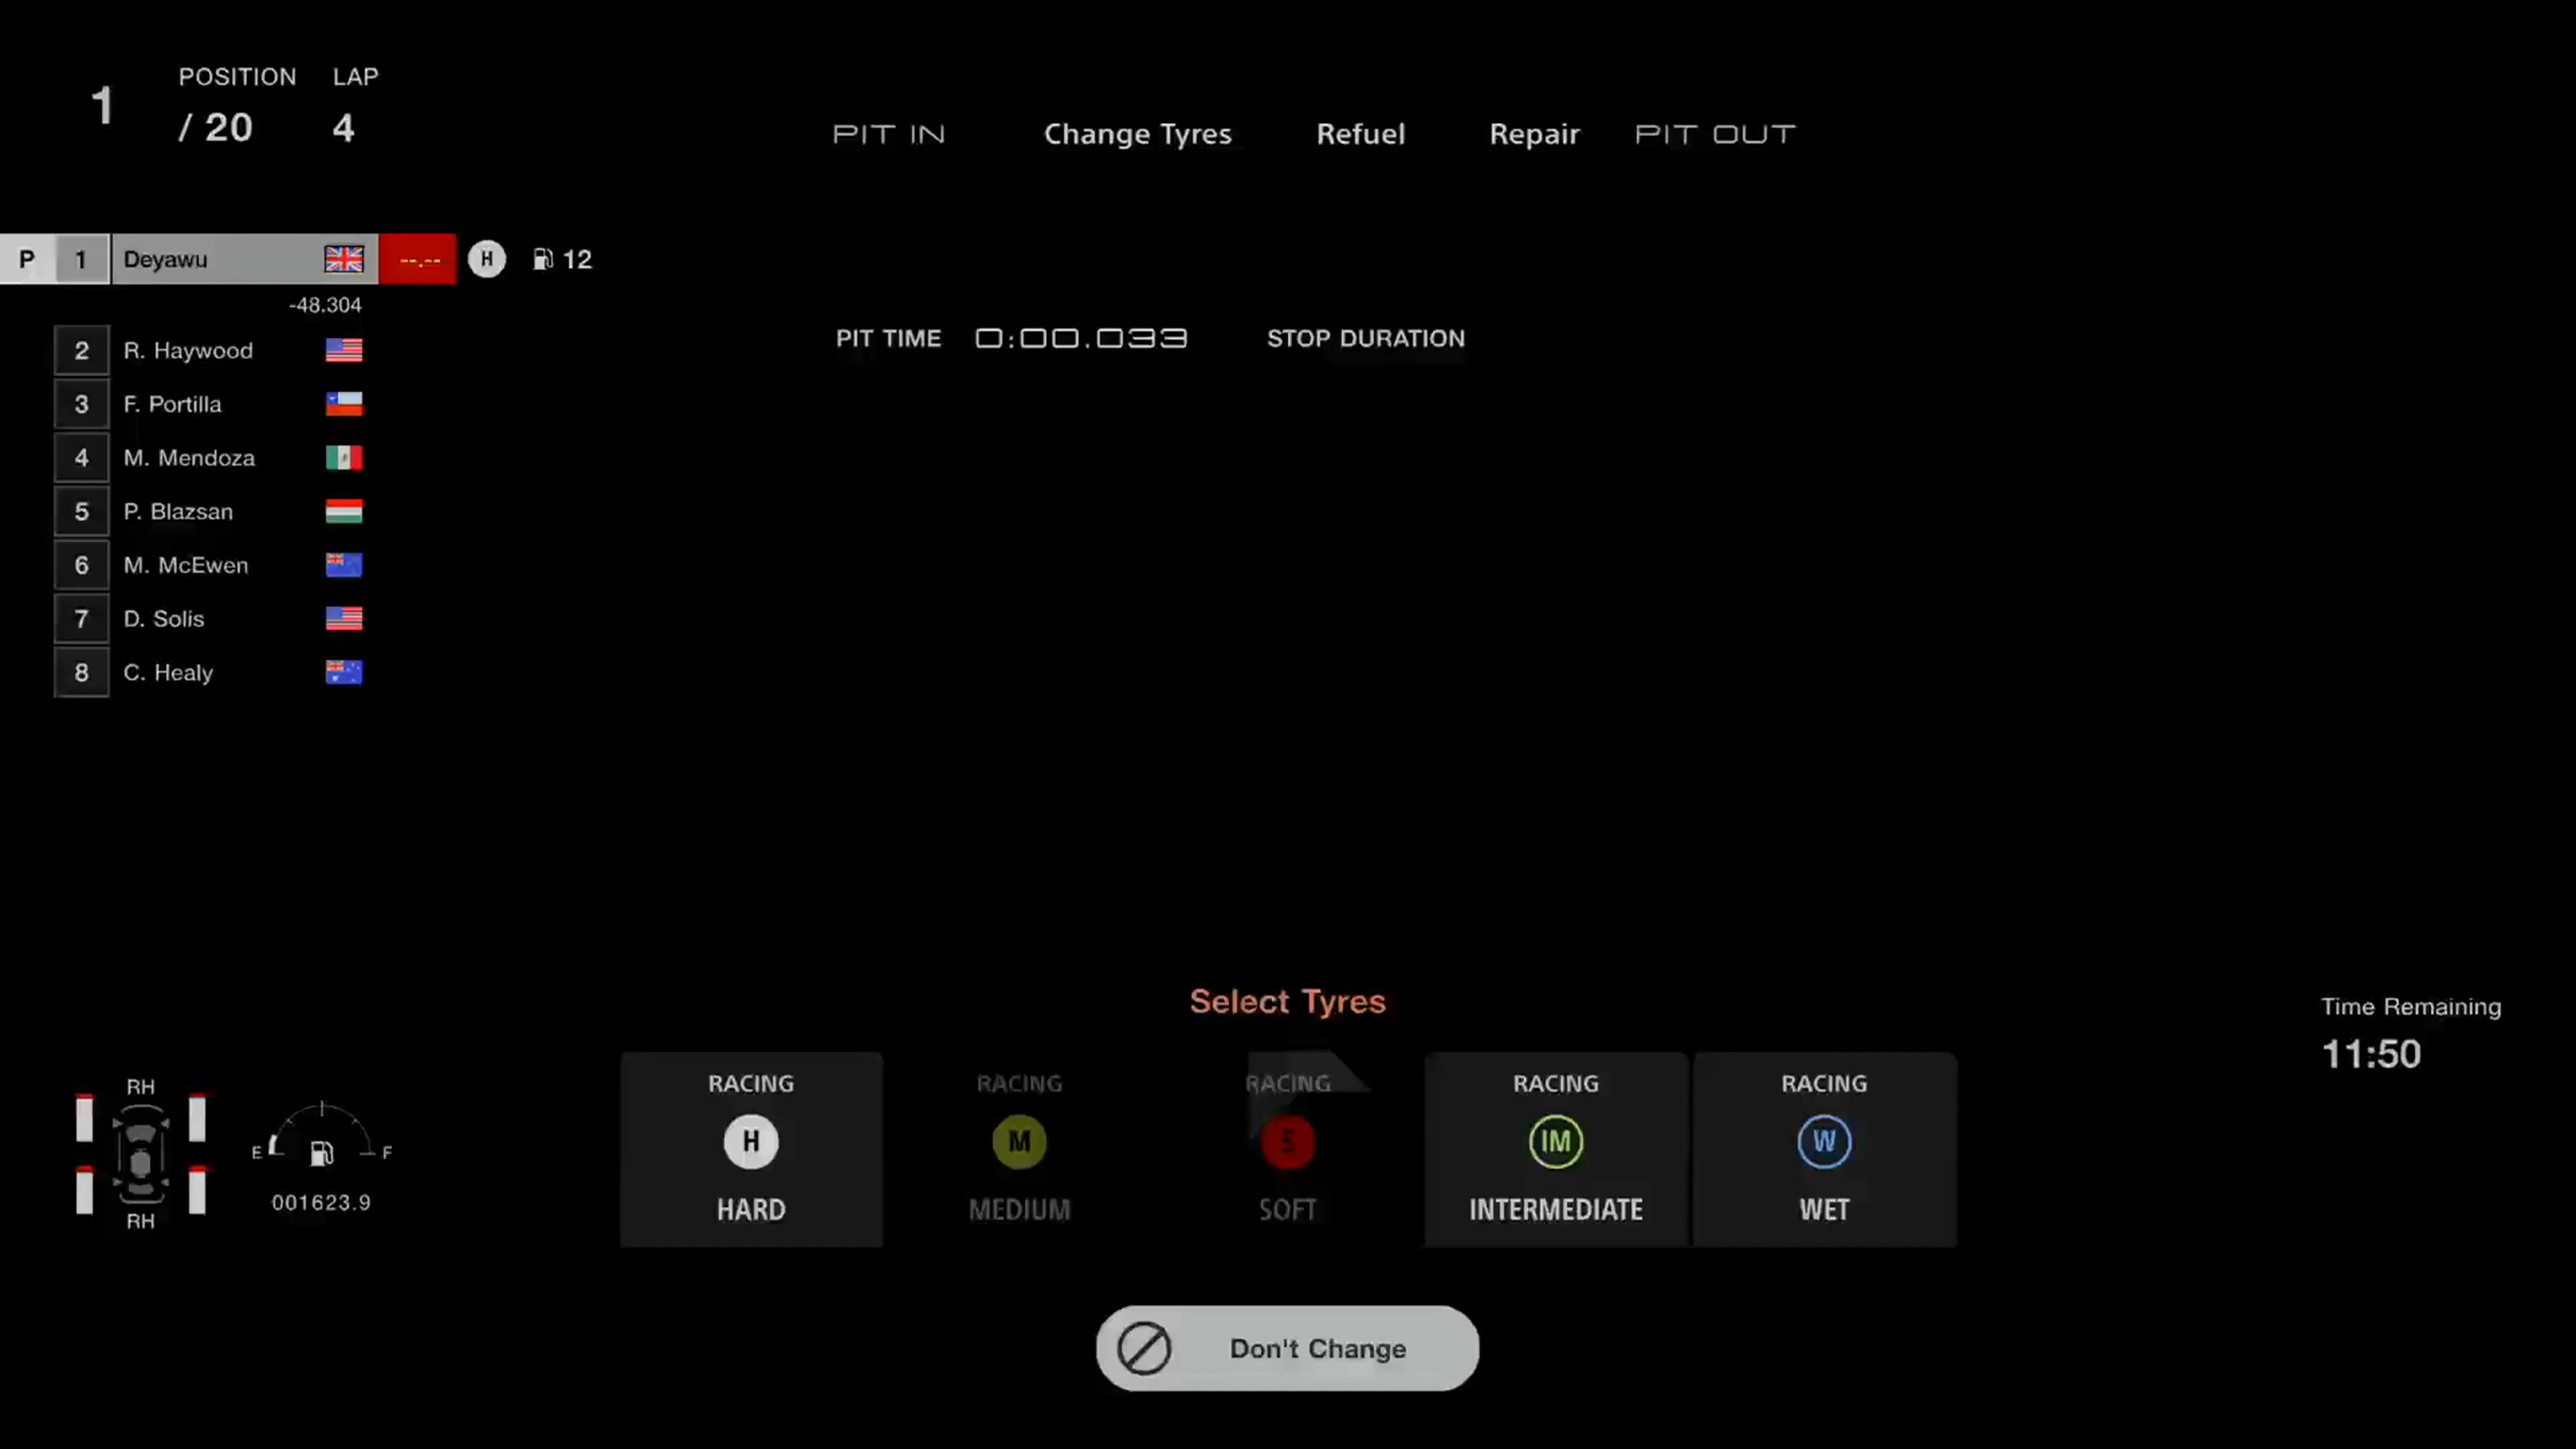 1
POSITION
/ 20
LAP
4
PIT IN
Change Tyres
Refuel
Repair
PIT OUT
P 1 Deyawu --.-- H 12
-48.304
PIT TIME 0:00.033
STOP DURATION
2 R. Haywood
3 F. Portilla
4 M. Mendoza
5 P. Blazsan
6 M. McEwen
7 D. Solis
8 C. Healy
Select Tyres
RACING
H
HARD
RACING
M
MEDIUM
RACING
S
SOFT
RACING
IM
INTERMEDIATE
RACING
W
WET
Time Remaining
11:50
RH
RH
E F
001623.9
Don't Change